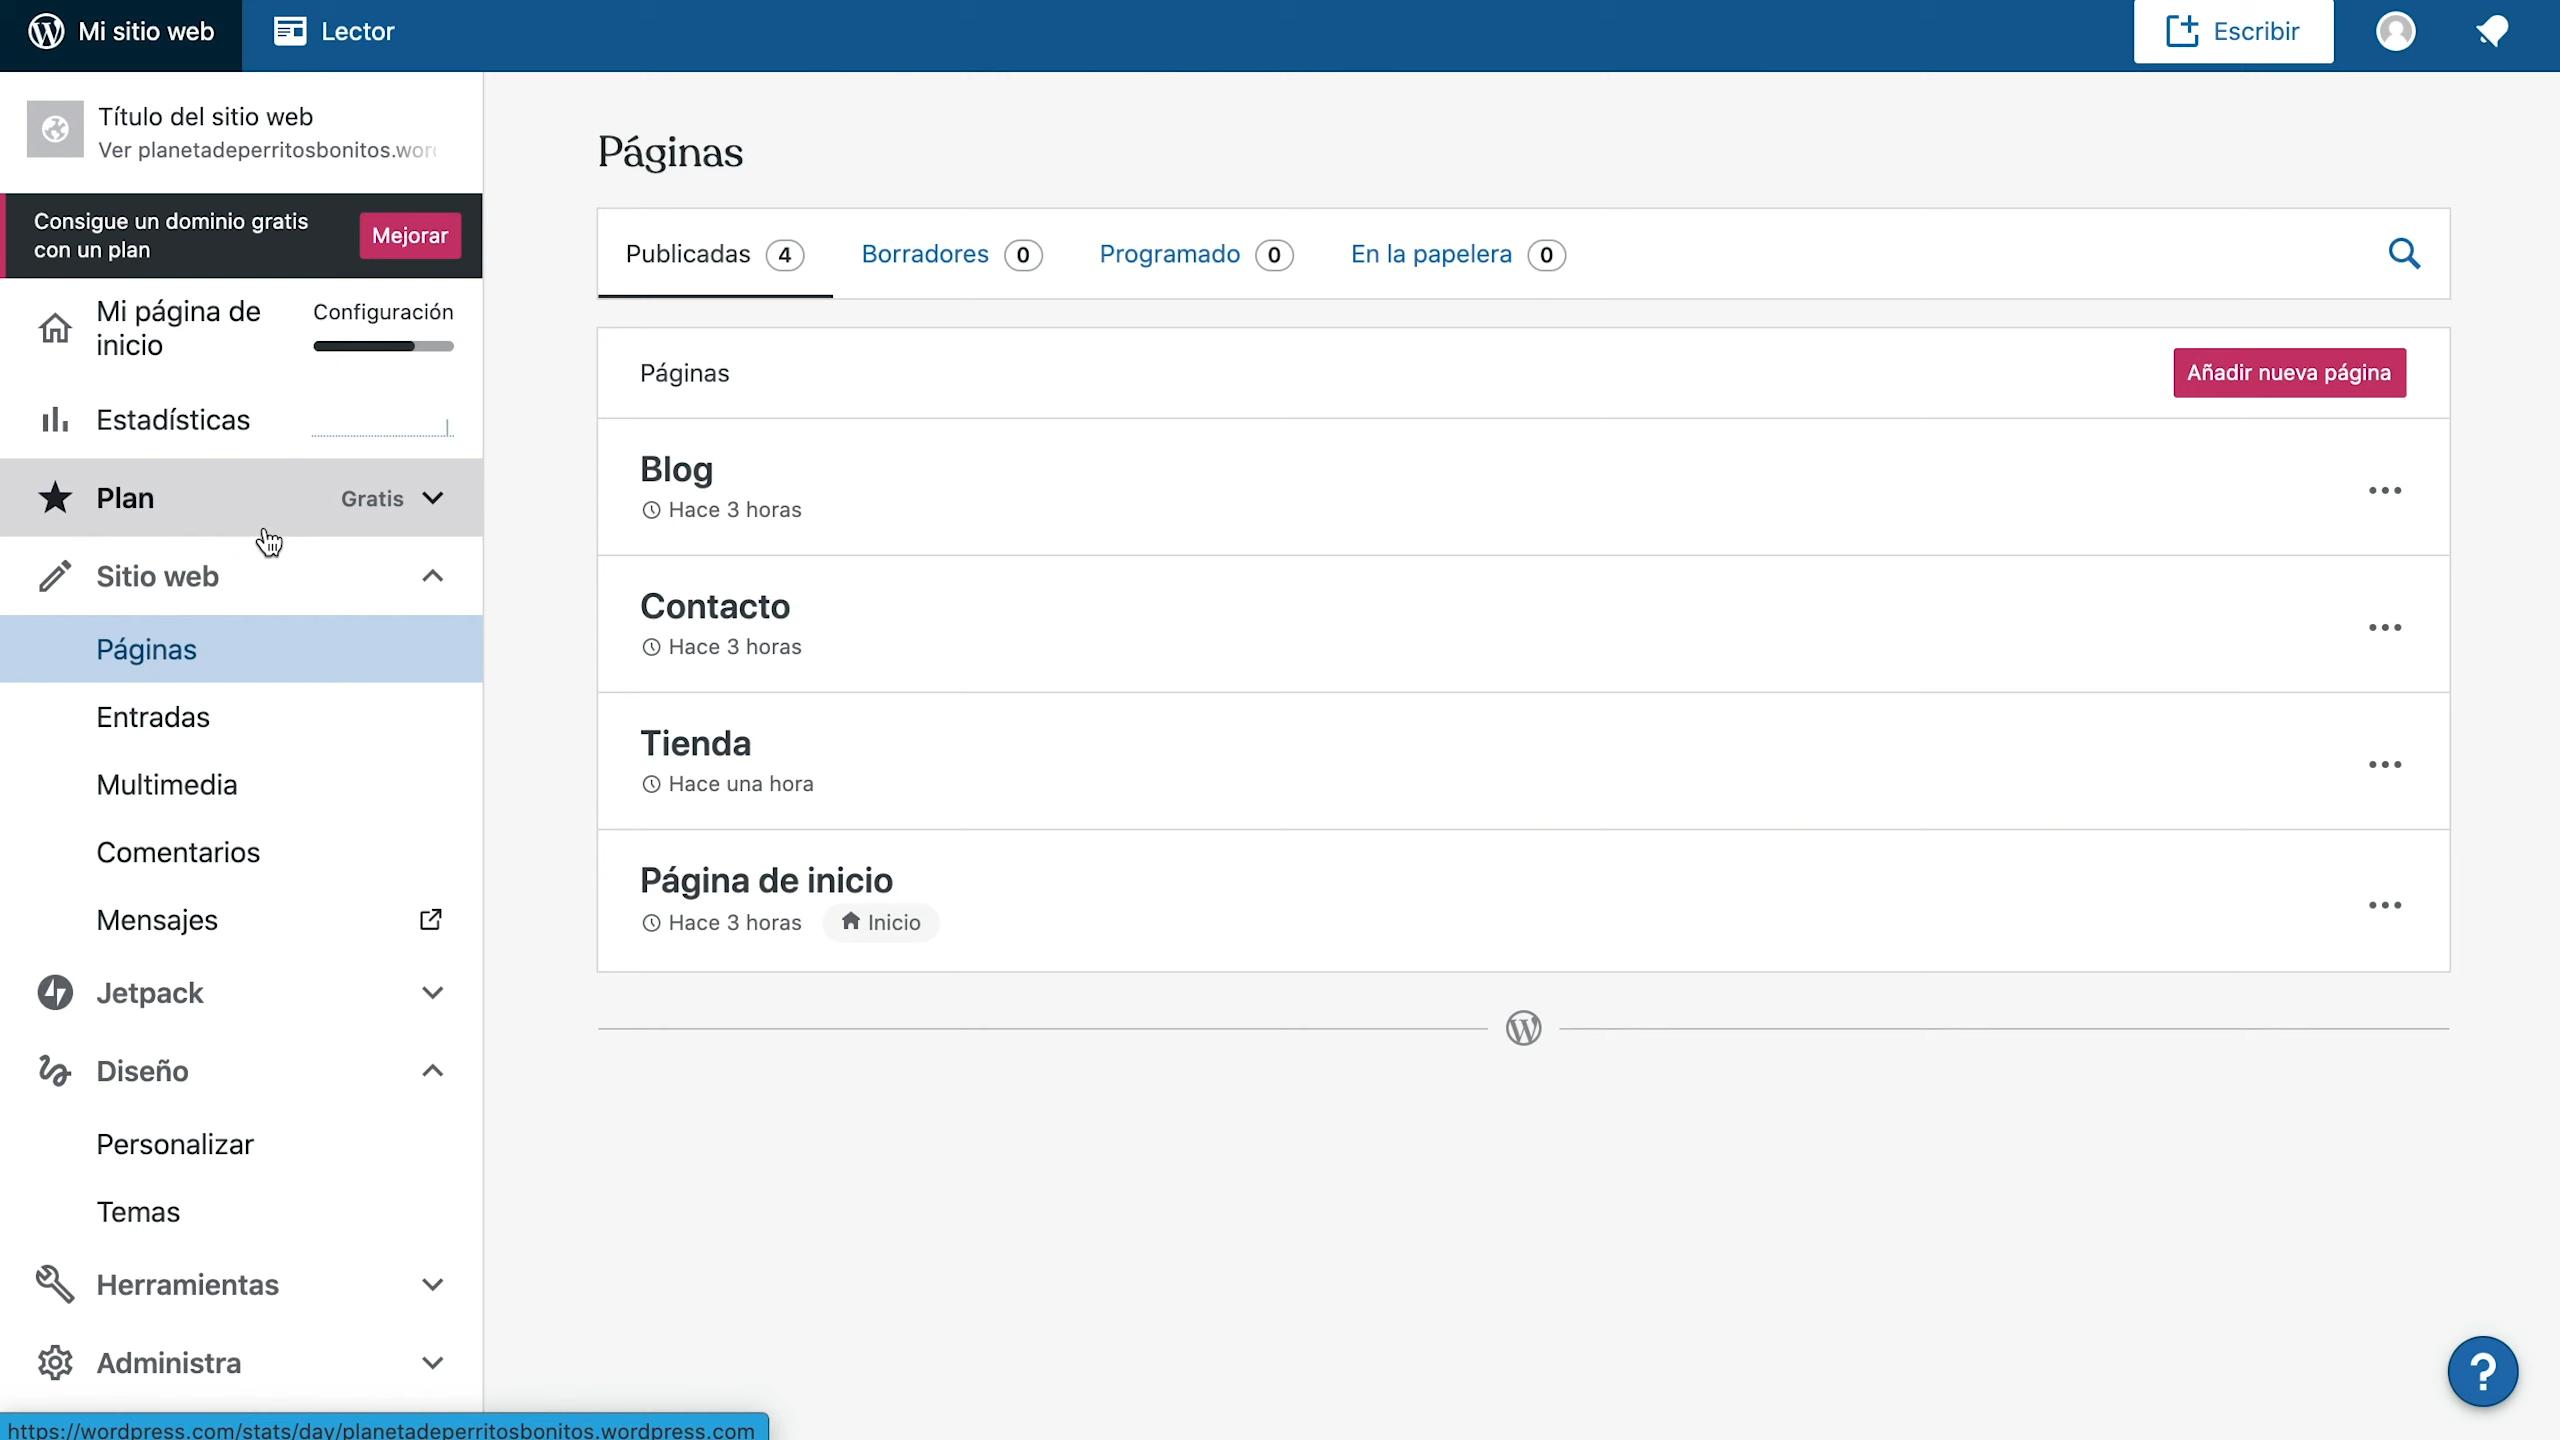 Mi sitio web
Lector
Escribir
Título del sitio web
Ver planetadeperritosbonitos.wor
Consigue un dominio gratis
con un plan
Mejorar
Mi página de
inicio
Configuración
Estadísticas
Plan
Gratis
Sitio web
Páginas
Entradas
Multimedia
Comentarios
Mensajes
Jetpack
Diseño
Personalizar
Temas
Herramientas
Administra
Páginas
Publicadas 4
Borradores 0
Programado 0
En la papelera 0
Páginas
Añadir nueva página
Blog
Hace 3 horas
Contacto
Hace 3 horas
Tienda
Hace una hora
Página de inicio
Hace 3 horas
Inicio
?
https://wordpress.com/stats/day/planetadeperritosbonitos.wordpress.com